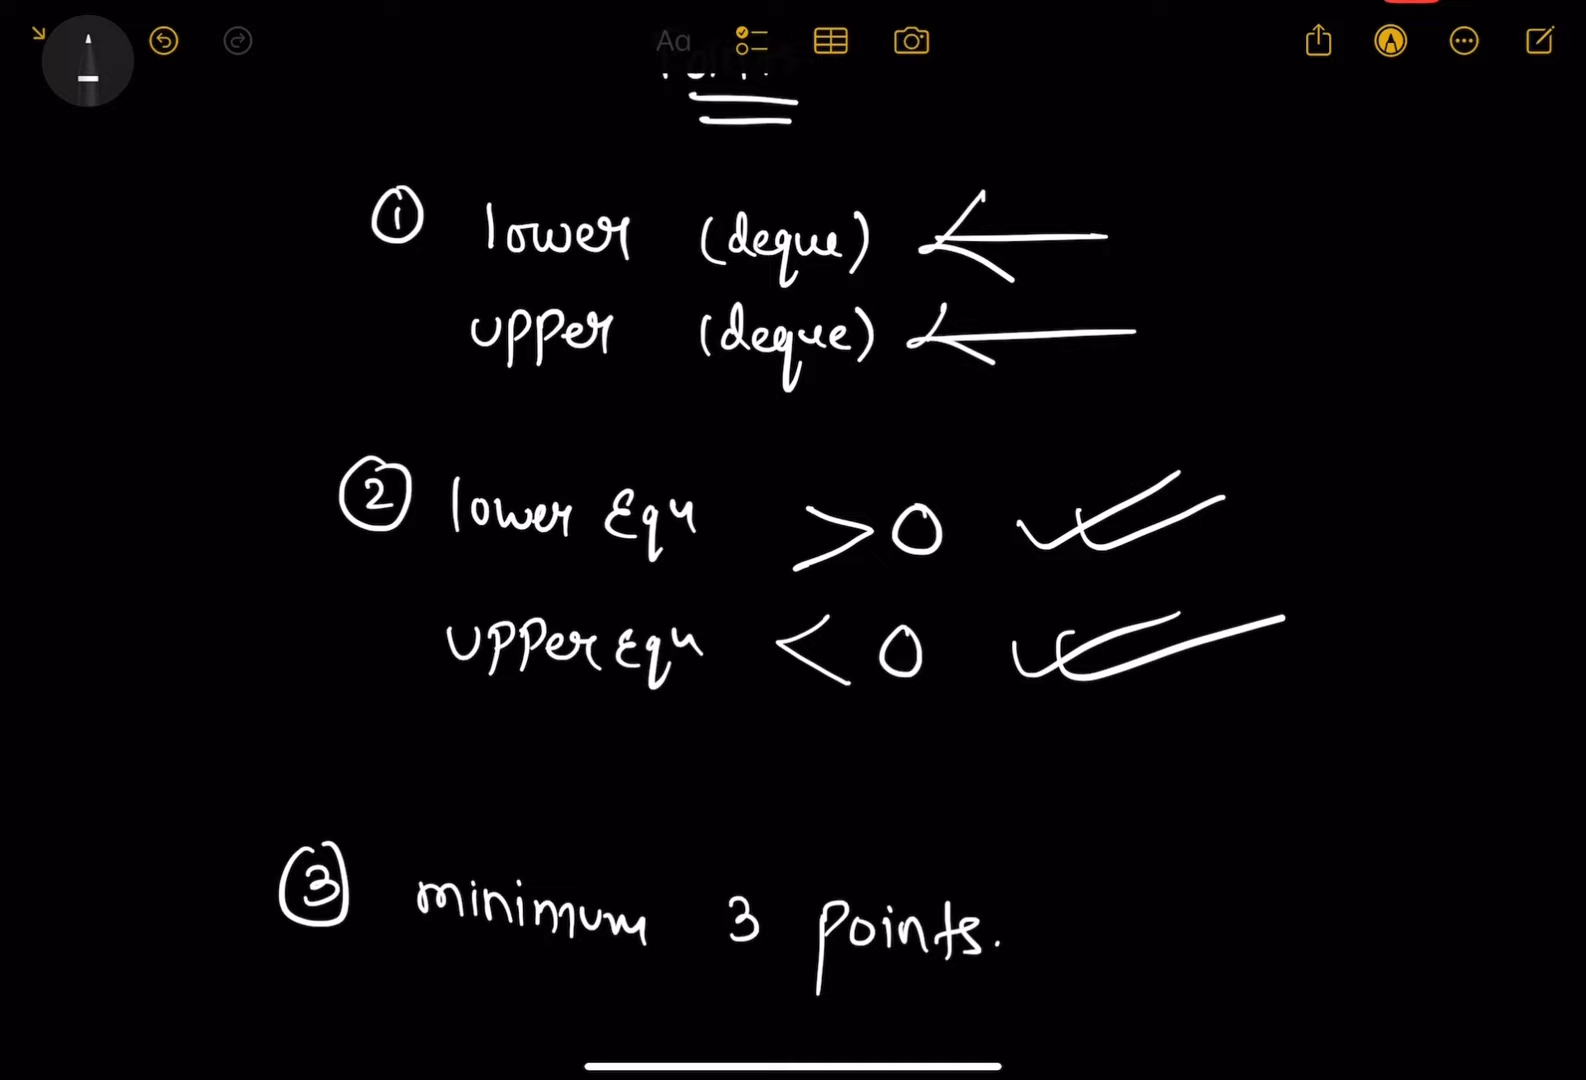 Aa
① lower (deque) ←
upper (deque) ←
② lower Equ > 0 ✓✓
upper Equ < 0 ✓✓
③ minimum 3 points.